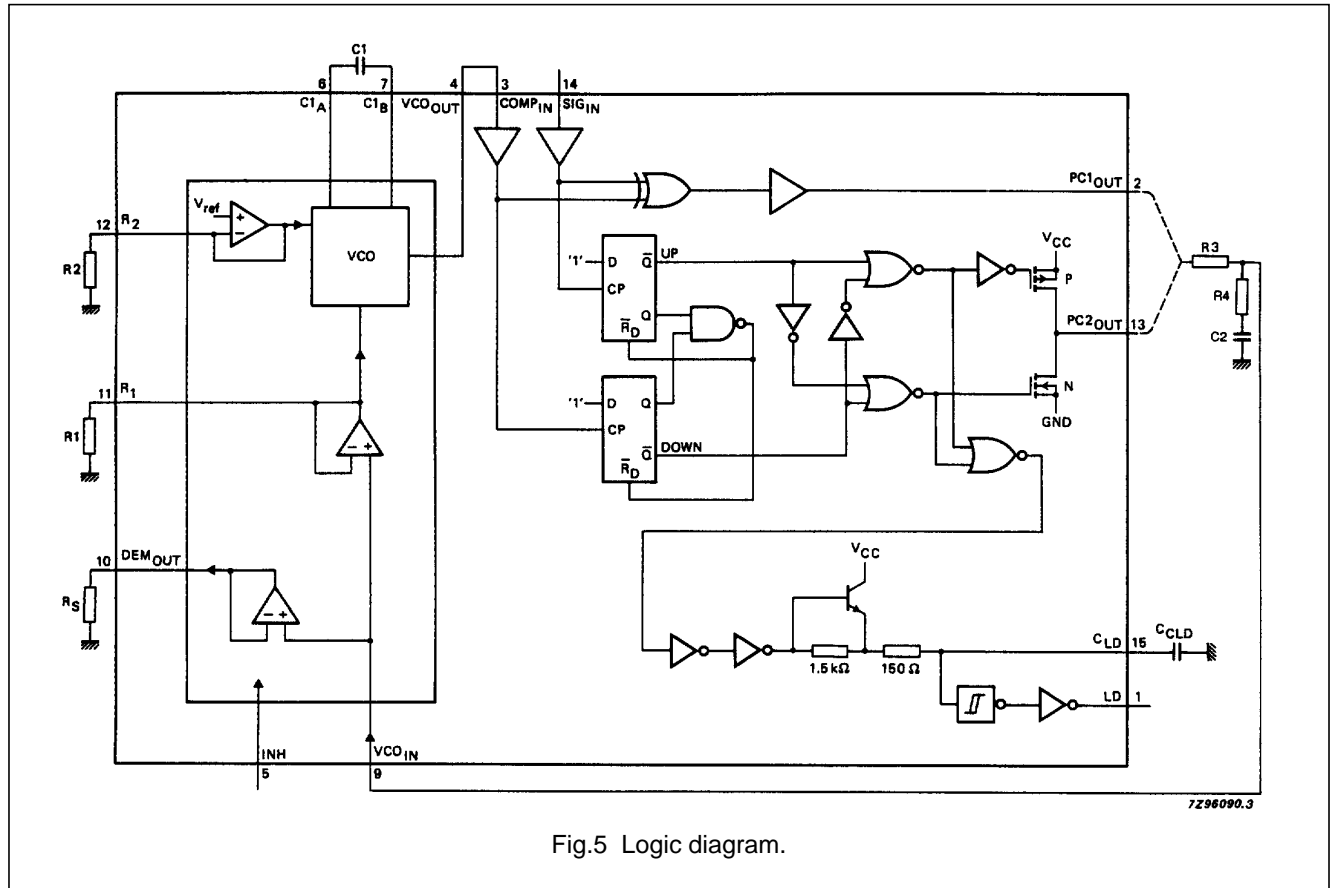 C1
6 7 4 3 14
C1A C1B VCOOUT COMPIN SIGIN
PC1OUT 2
12 R2
Vref
+
−
R2
VCO
'1' D Q̅ UP
CP
Q
R̅D
VCC
P
R3
R4
C2
PC2OUT 13
11 R1
R1
− +
'1' D Q
CP
Q̅ DOWN
R̅D
N
GND
10 DEMOUT
RS
− +
VCC
1.5 kΩ 150 Ω
CLD 15 CCLD
LD 1
INH VCOIN
5 9
7Z96090.3
Fig.5 Logic diagram.